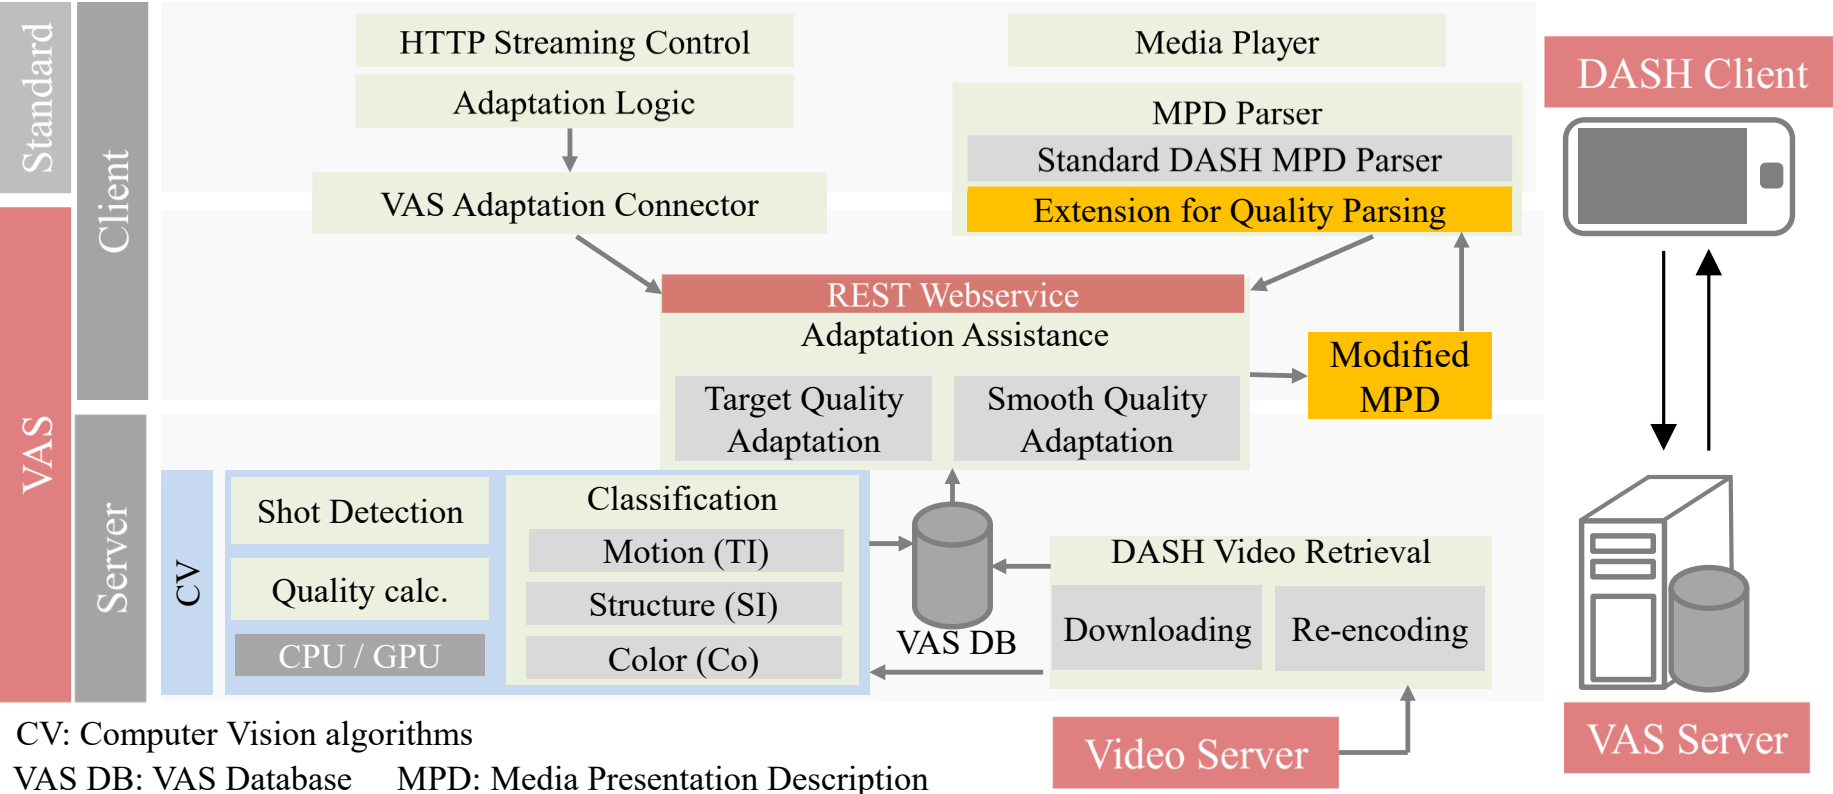 Standard
VAS
Client
Server
HTTP Streaming Control
Adaptation Logic
VAS Adaptation Connector
Media Player
MPD Parser
Standard DASH MPD Parser
Extension for Quality Parsing
DASH Client
REST Webservice
Adaptation Assistance
Target Quality
Adaptation
Smooth Quality
Adaptation
Modified
MPD
CV
Shot Detection
Quality calc.
CPU / GPU
Classification
Motion (TI)
Structure (SI)
Color (Co)
VAS DB
DASH Video Retrieval
Downloading
Re-encoding
Video Server
VAS Server
CV: Computer Vision algorithms
VAS DB: VAS Database MPD: Media Presentation Description